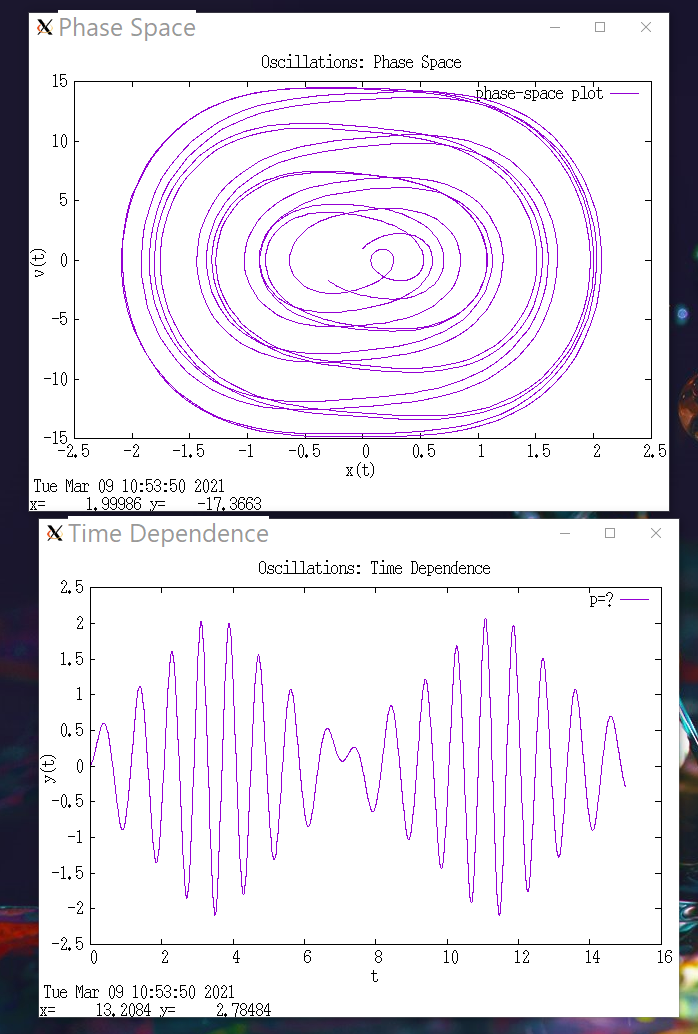 Phase Space
Oscillations: Phase Space
phase-space plot
15
10
5
0
-5
-10
-15
v(t)
-2.5 -2 -1.5 -1 -0.5 0 0.5 1 1.5 2 2.5
x(t)
Tue Mar 09 10:53:50 2021
x= 1.99986 y= -17.3663
Time Dependence
Oscillations: Time Dependence
p=?
2.5
2
1.5
1
0.5
0
-0.5
-1
-1.5
-2
-2.5
y(t)
0 2 4 6 8 10 12 14 16
t
Tue Mar 09 10:53:50 2021
x= 13.2084 y= 2.78484